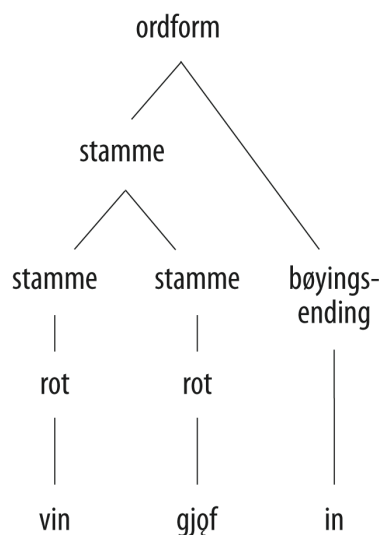 ordform
stamme
stamme stamme bøyings-
ending
rot rot
vin gjǫf in